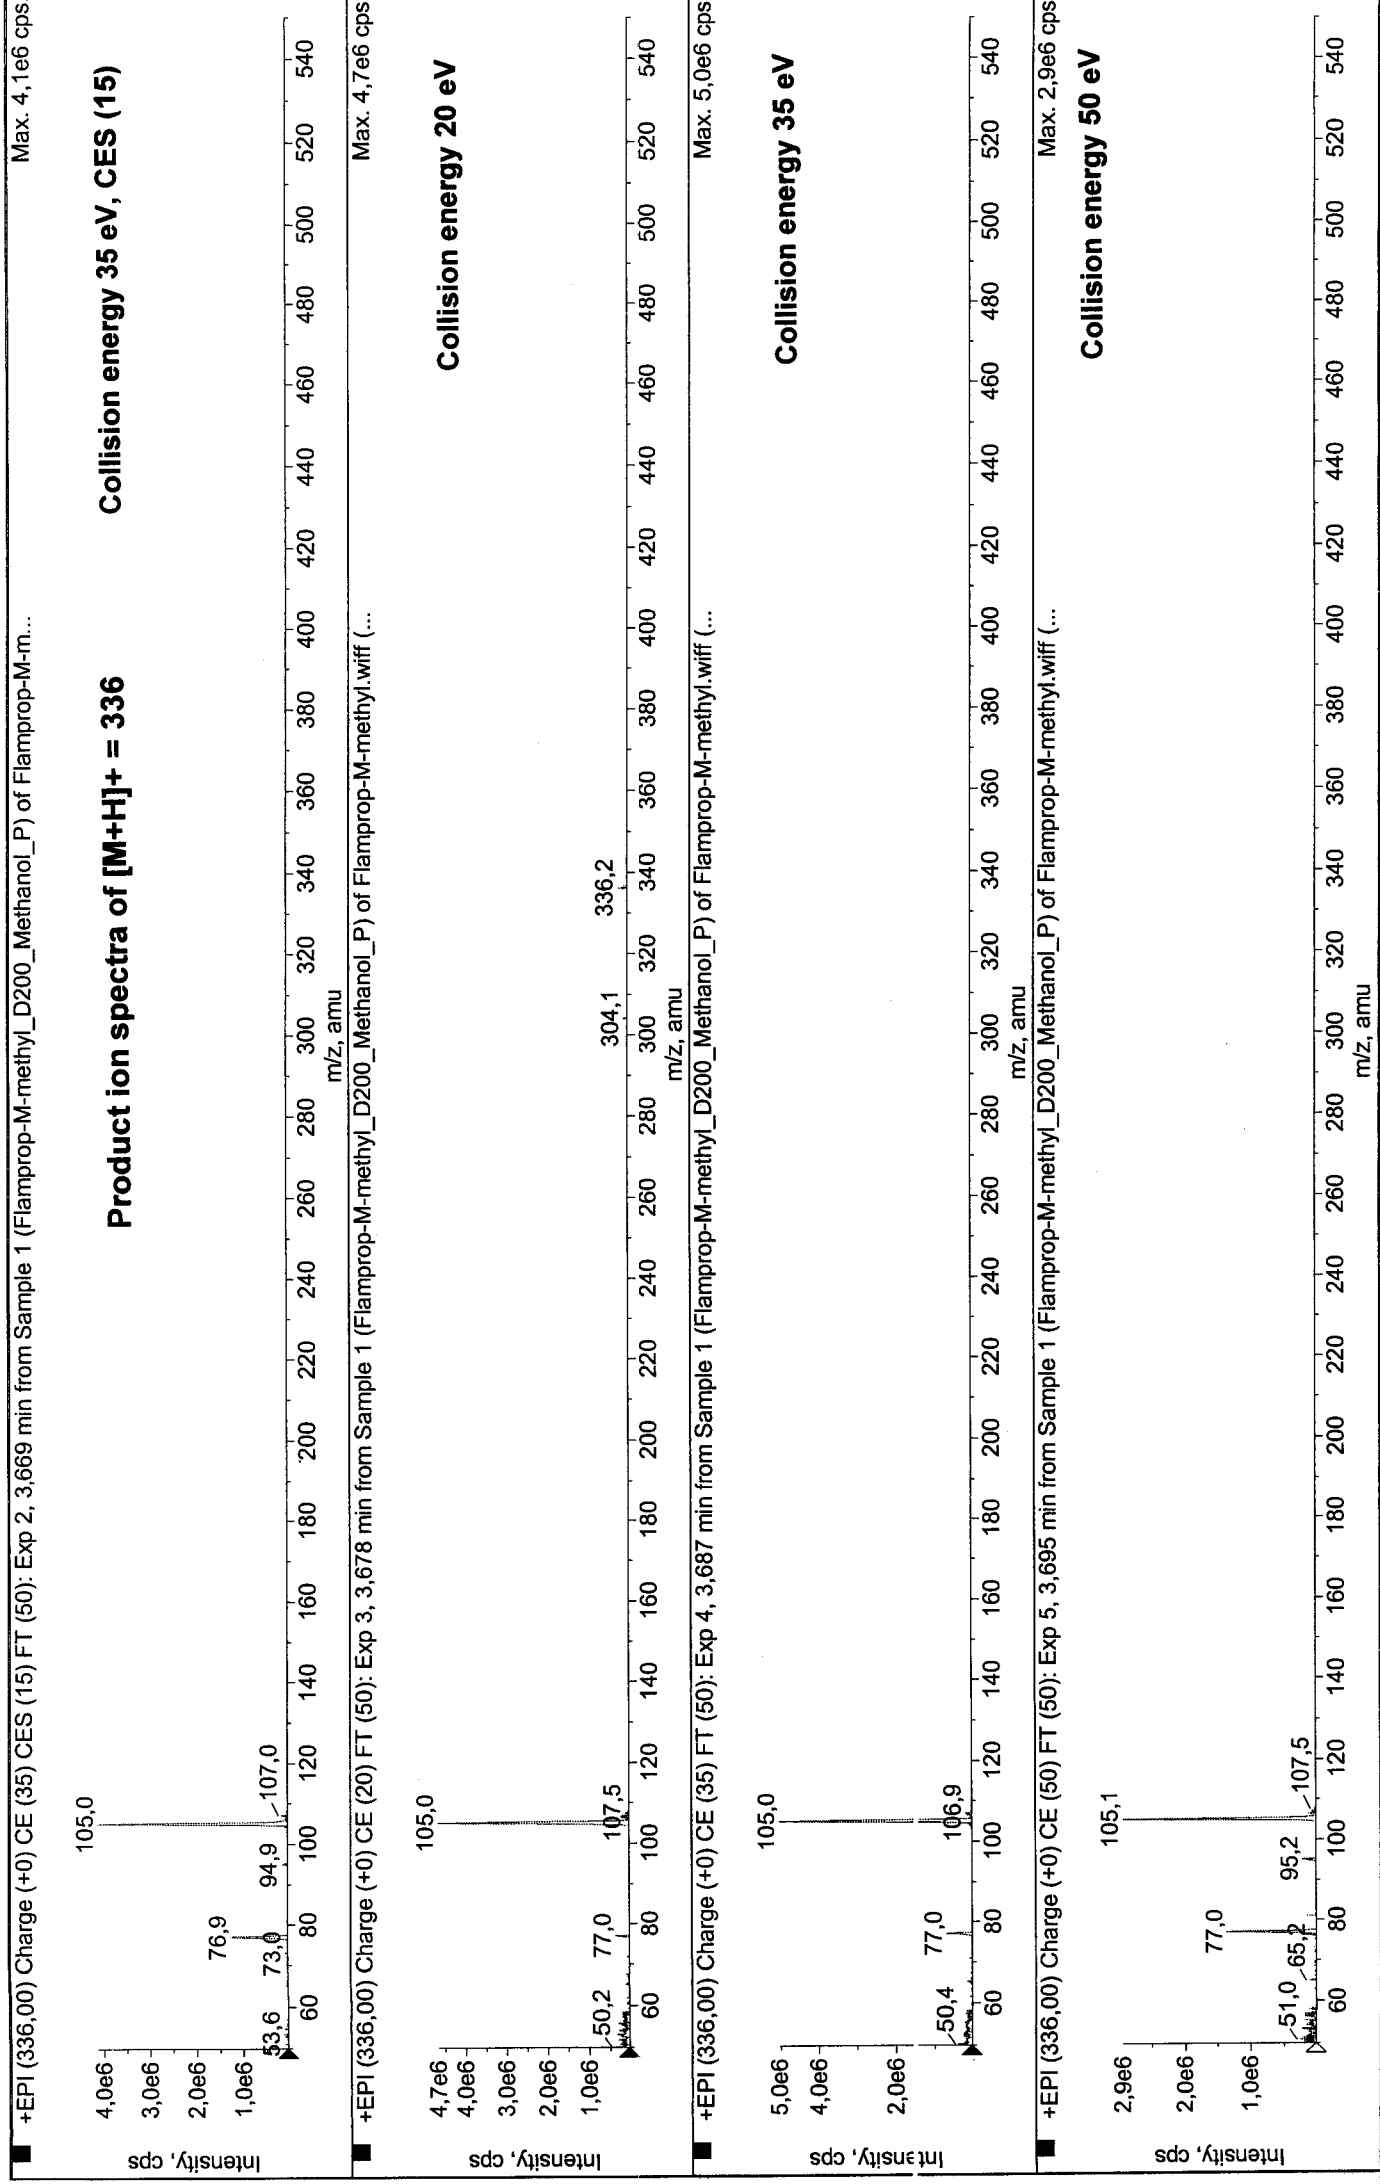 +EPI (336,00) Charge (+0) CE (35) CES (15) FT (50): Exp 2, 3,669 min from Sample 1 (Flamprop-M-methyl_D200_Methanol_P) of Flamprop-M-m...
Max. 4,1e6 cps.
Product ion spectra of [M+H]+ = 336
Collision energy 35 eV, CES (15)
Intensity, cps
4,0e6
3,0e6
2,0e6
1,0e6
53,6
73,0
76,9
94,9
105,0
107,0
60 80 100 120 140 160 180 200 220 240 260 280 300 320 340 360 380 400 420 440 460 480 500 520 540
m/z, amu
+EPI (336,00) Charge (+0) CE (20) FT (50): Exp 3, 3,678 min from Sample 1 (Flamprop-M-methyl_D200_Methanol_P) of Flamprop-M-methyl.wiff (...
Max. 4,7e6 cps
Collision energy 20 eV
Intensity, cps
4,7e6
4,0e6
3,0e6
2,0e6
1,0e6
50,2
77,0
105,0
107,5
304,1
336,2
60 80 100 120 140 160 180 200 220 240 260 280 300 320 340 360 380 400 420 440 460 480 500 520 540
m/z, amu
+EPI (336,00) Charge (+0) CE (35) FT (50): Exp 4, 3,687 min from Sample 1 (Flamprop-M-methyl_D200_Methanol_P) of Flamprop-M-methyl.wiff (...
Max. 5,0e6 cps
Collision energy 35 eV
Intensity, cps
5,0e6
4,0e6
2,0e6
50,4
77,0
105,0
106,9
60 80 100 120 140 160 180 200 220 240 260 280 300 320 340 360 380 400 420 440 460 480 500 520 540
m/z, amu
+EPI (336,00) Charge (+0) CE (50) FT (50): Exp 5, 3,695 min from Sample 1 (Flamprop-M-methyl_D200_Methanol_P) of Flamprop-M-methyl.wiff (...
Max. 2,9e6 cps
Collision energy 50 eV
Intensity, cps
2,9e6
2,0e6
1,0e6
51,0
65,2
77,0
95,2
105,1
107,5
60 80 100 120 140 160 180 200 220 240 260 280 300 320 340 360 380 400 420 440 460 480 500 520 540
m/z, amu